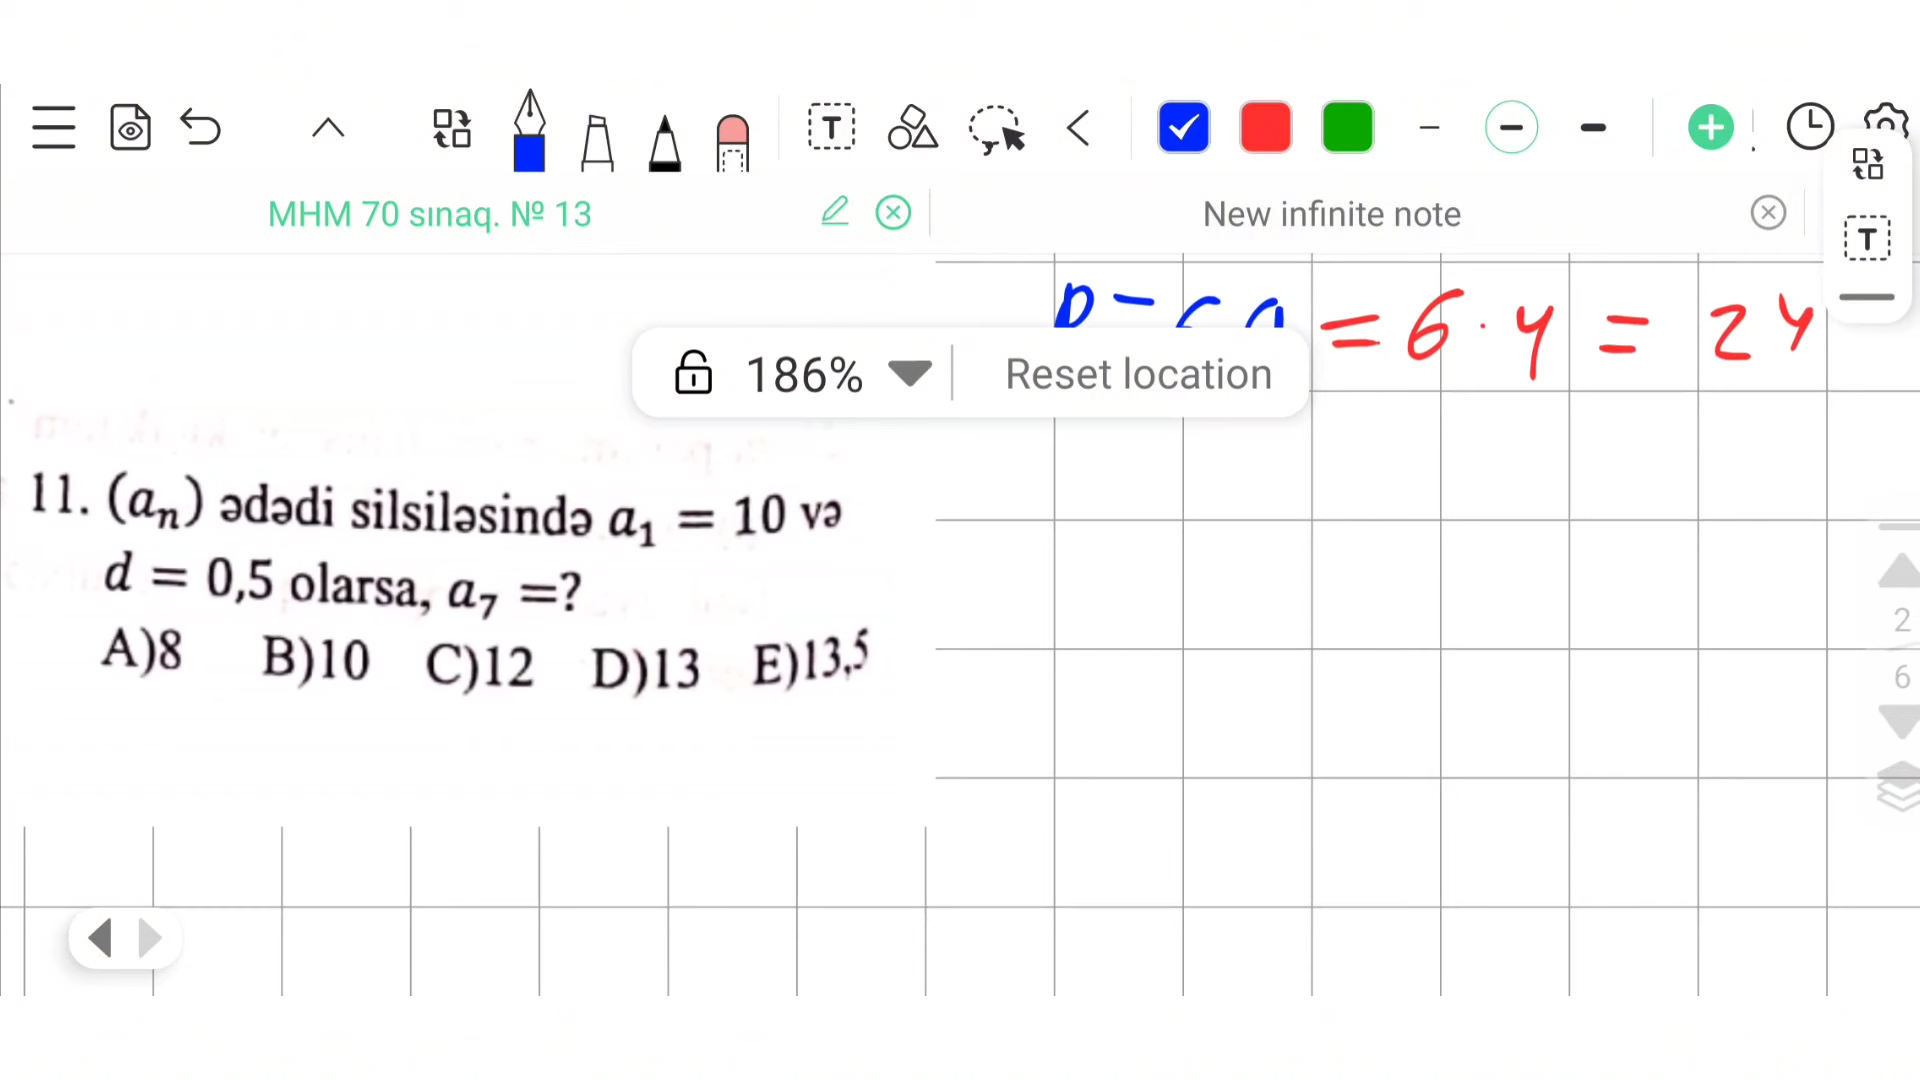 T
T
MHM 70 sınaq. № 13
New infinite note
= 6 · 4 = 24
186%
Reset location
11. (aₙ) ədədi silsiləsində a₁ = 10 və
d = 0,5 olarsa, a₇ =?
A)8 B)10 C)12 D)13 E)13,5
2
6